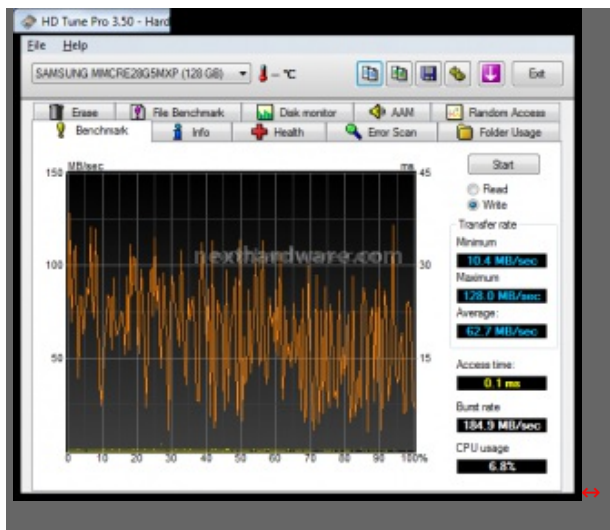 HD Tune Pro 3.50 - Hard
File Help
SAMSUNG MMCRE28G5MXP (128 GB) – °C Exit
Erase File Benchmark Disk monitor AAM Random Access
Benchmark Info Health Error Scan Folder Usage
MB/sec ms
150 45
100 30
50 15
0 10 20 30 40 50 60 70 80 90 100%
nexthardware.com
Start
Read
Write
Transfer rate
Minimum
10.4 MB/sec
Maximum
128.0 MB/sec
Average:
62.7 MB/sec
Access time:
0.1 ms
Burst rate
184.9 MB/sec
CPU usage
6.8%